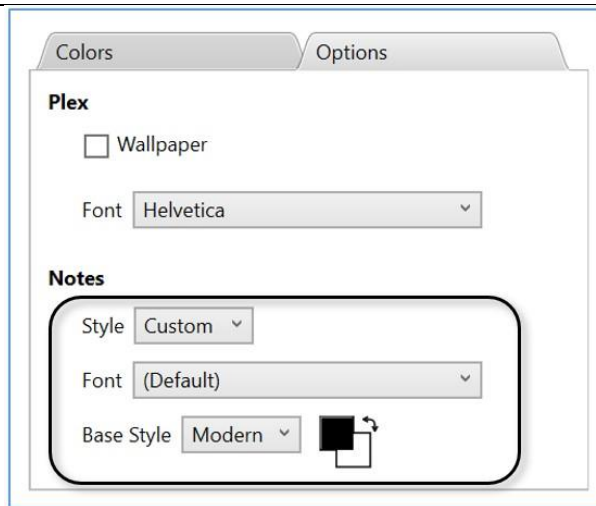 Colors Options
Plex
Wallpaper
Font Helvetica
Notes
Style Custom
Font (Default)
Base Style Modern